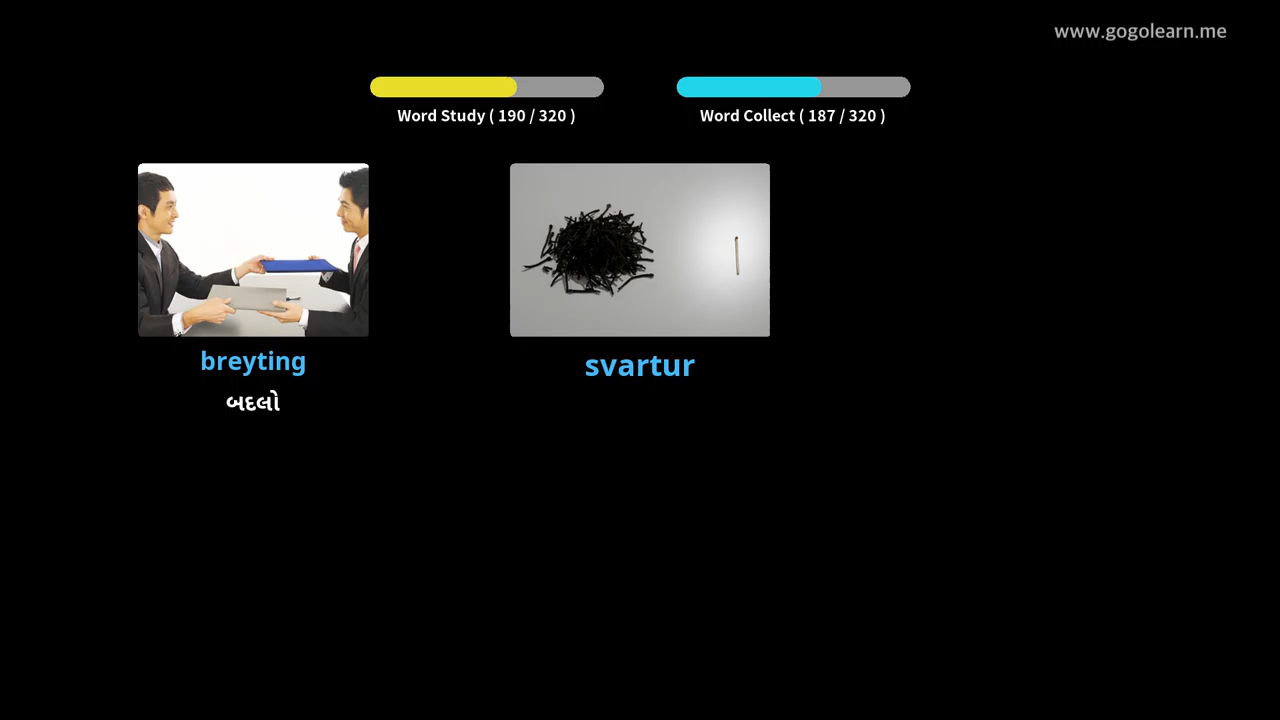 www.gogolearn.me
Word Study ( 190 / 320 )
Word Collect ( 187 / 320 )
breyting
svartur
બદલો